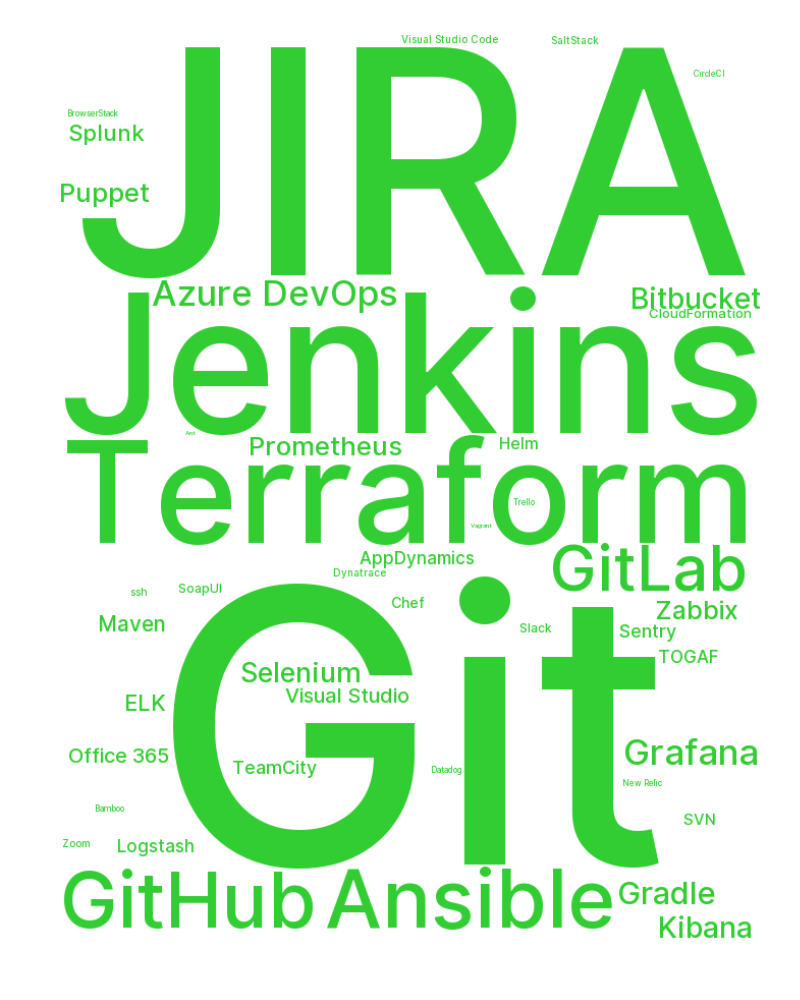 Visual Studio Code
SaltStack
JIRA
CircleCI
BrowserStack
Splunk
Puppet
Azure DevOps
Bitbucket
CloudFormation
Jenkins
Prometheus
Helm
Terraform
Trello
Vagrant
AppDynamics
GitLab
Dynatrace
ssh
SoapUI
Chef
Zabbix
Maven
Slack
Sentry
TOGAF
Git
Selenium
Visual Studio
ELK
Office 365
Grafana
TeamCity
Datadog
New Relic
Bamboo
SVN
Zoom
Logstash
GitHub
Ansible
Gradle
Kibana